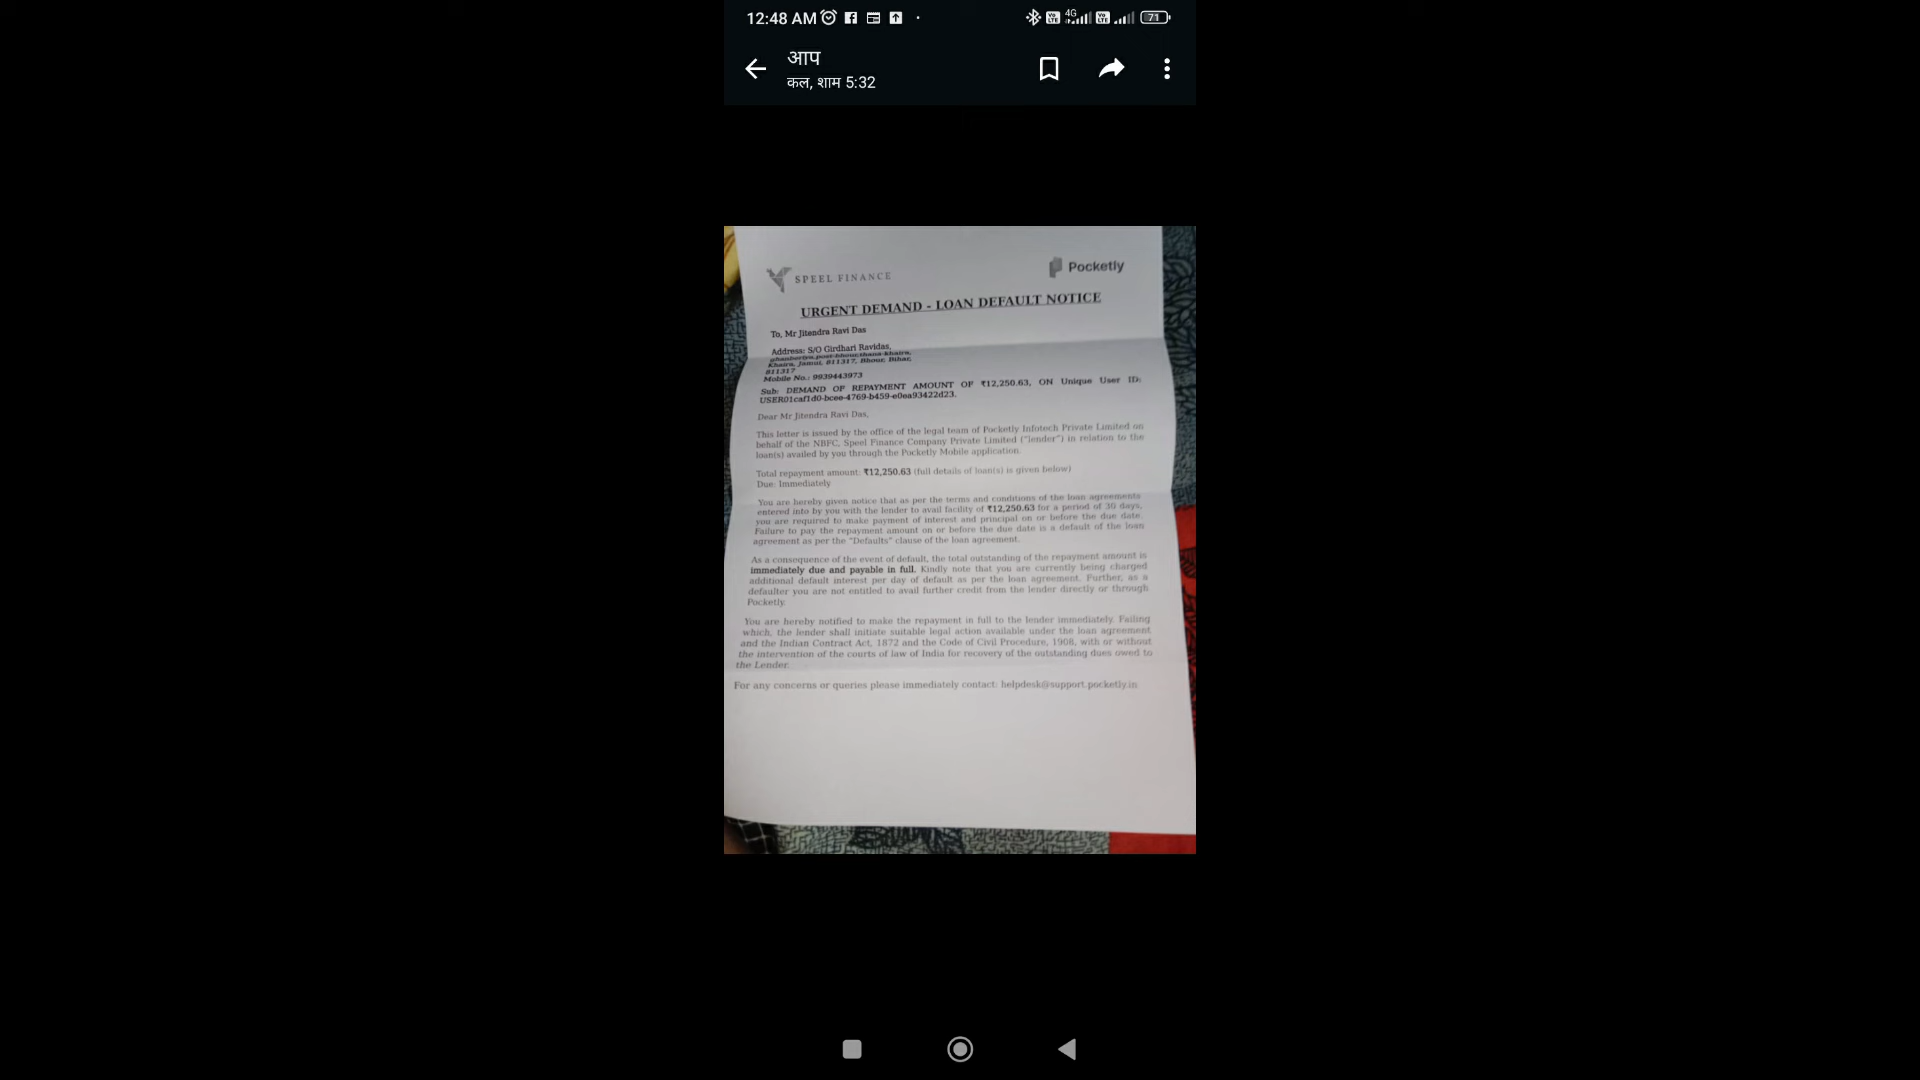 12:48 AM
4G
71
आप
कल, शाम 5:32
SPEEL FINANCE
Pocketly
URGENT DEMAND - LOAN DEFAULT NOTICE
To, Mr Jitendra Ravi Das
Address: S/O Girdhari Ravidas,
Khaira, Jamui, 811317, Bhour, Bihar,
811317
Mobile No.: 9939443973
Sub: DEMAND OF REPAYMENT AMOUNT OF ₹12,250.63, ON Unique User ID:
USER01caf1d0-bcee-4769-b459-e0ea93422d23.
Dear Mr Jitendra Ravi Das,
This letter is issued by the office of the legal team of Pocketly Infotech Private Limited on
behalf of the NBFC, Speel Finance Company Private Limited ("lender") in relation to the
loan(s) availed by you through the Pocketly Mobile application.
Total repayment amount: ₹12,250.63 (full details of loan(s) is given below)
Due: Immediately
You are hereby given notice that as per the terms and conditions of the loan agreements
entered into by you with the lender to avail facility of ₹12,250.63 for a period of 30 days,
you are required to make payment of interest and principal on or before the due date.
Failure to pay the repayment amount on or before the due date is a default of the loan
agreement as per the "Defaults" clause of the loan agreement.
As a consequence of the event of default, the total outstanding of the repayment amount is
immediately due and payable in full. Kindly note that you are currently being charged
additional default interest per day of default as per the loan agreement. Further, as a
defaulter you are not entitled to avail further credit from the lender directly or through
Pocketly.
You are hereby notified to make the repayment in full to the lender immediately. Failing
which, the lender shall initiate suitable legal action available under the loan agreement
and the Indian Contract Act, 1872 and the Code of Civil Procedure, 1908, with or without
the intervention of the courts of law of India for recovery of the outstanding dues owed to
the Lender.
For any concerns or queries please immediately contact: helpdesk@support.pocketly.in